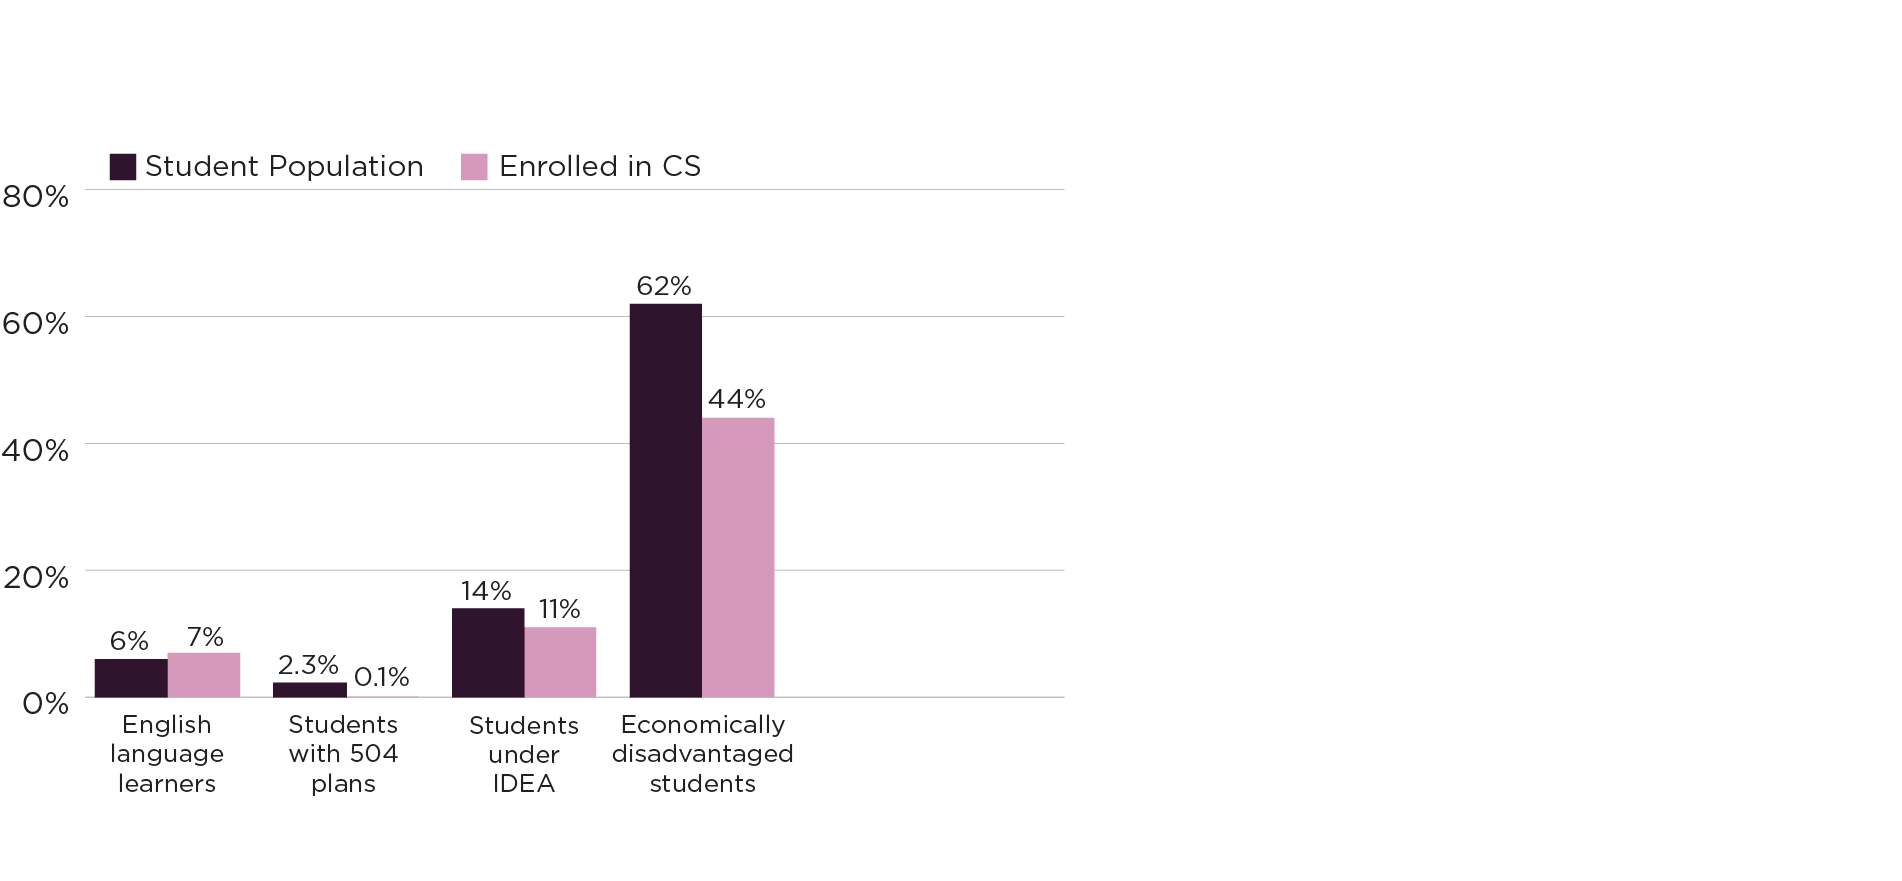 Student Population Enrolled in CS
80%
60%
40%
20%
0%
62%
44%
14%
11%
6%
7%
2.3%
0.1%
English
language
learners
Students
with 504
plans
Students
under
IDEA
Economically
disadvantaged
students